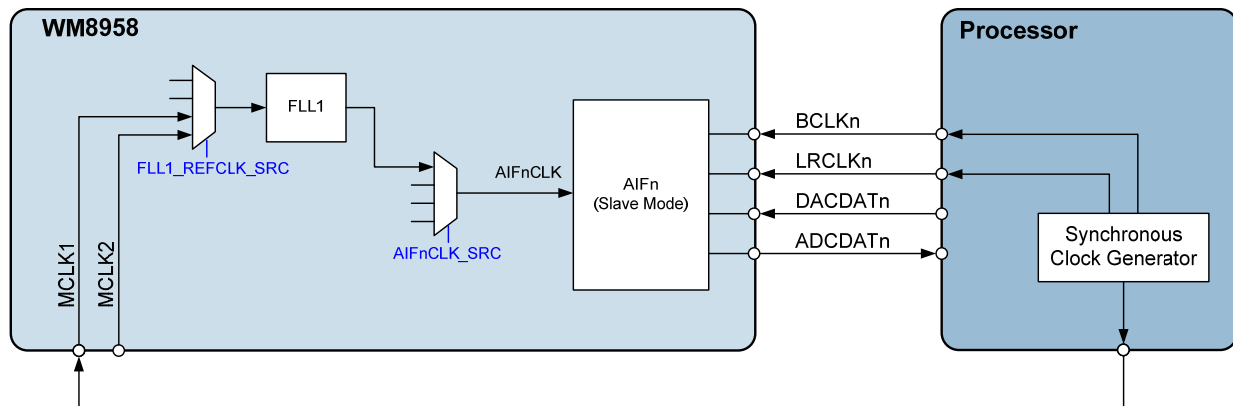 WM8958
Processor
FLL1
FLL1_REFCLK_SRC
AIFnCLK
AIFnCLK_SRC
AIFn
(Slave Mode)
MCLK1
MCLK2
BCLKn
LRCLKn
DACDATn
ADCDATn
Synchronous
Clock Generator